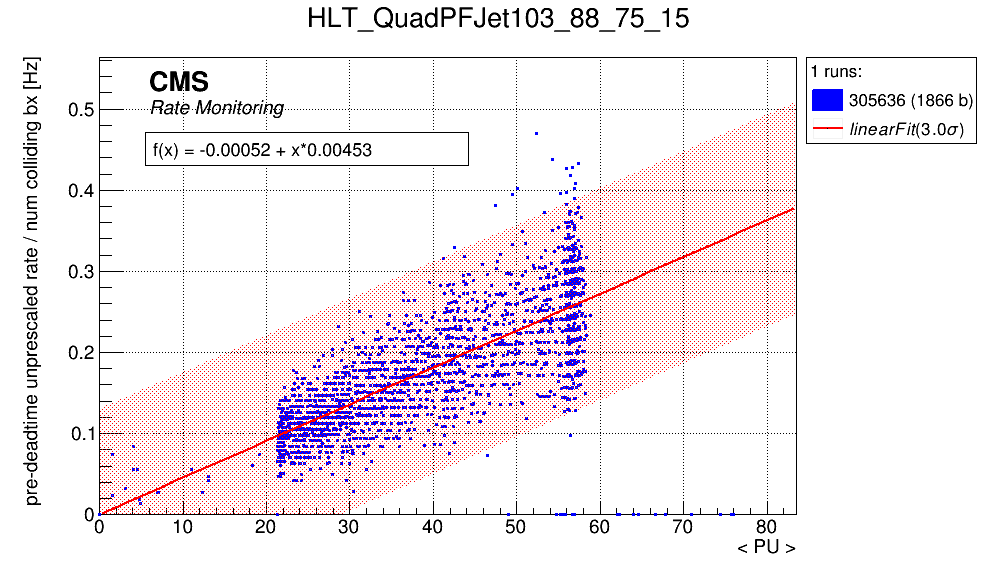 HLT_QuadPFJet103_88_75_15
CMS
Rate Monitoring
f(x) = -0.00052 + x*0.00453
1 runs:
305636 (1866 b)
linearFit(3.0σ)
pre-deadtime unprescaled rate / num colliding bx [Hz]
0.5
0.4
0.3
0.2
0.1
0
0 10 20 30 40 50 60 70 80
< PU >